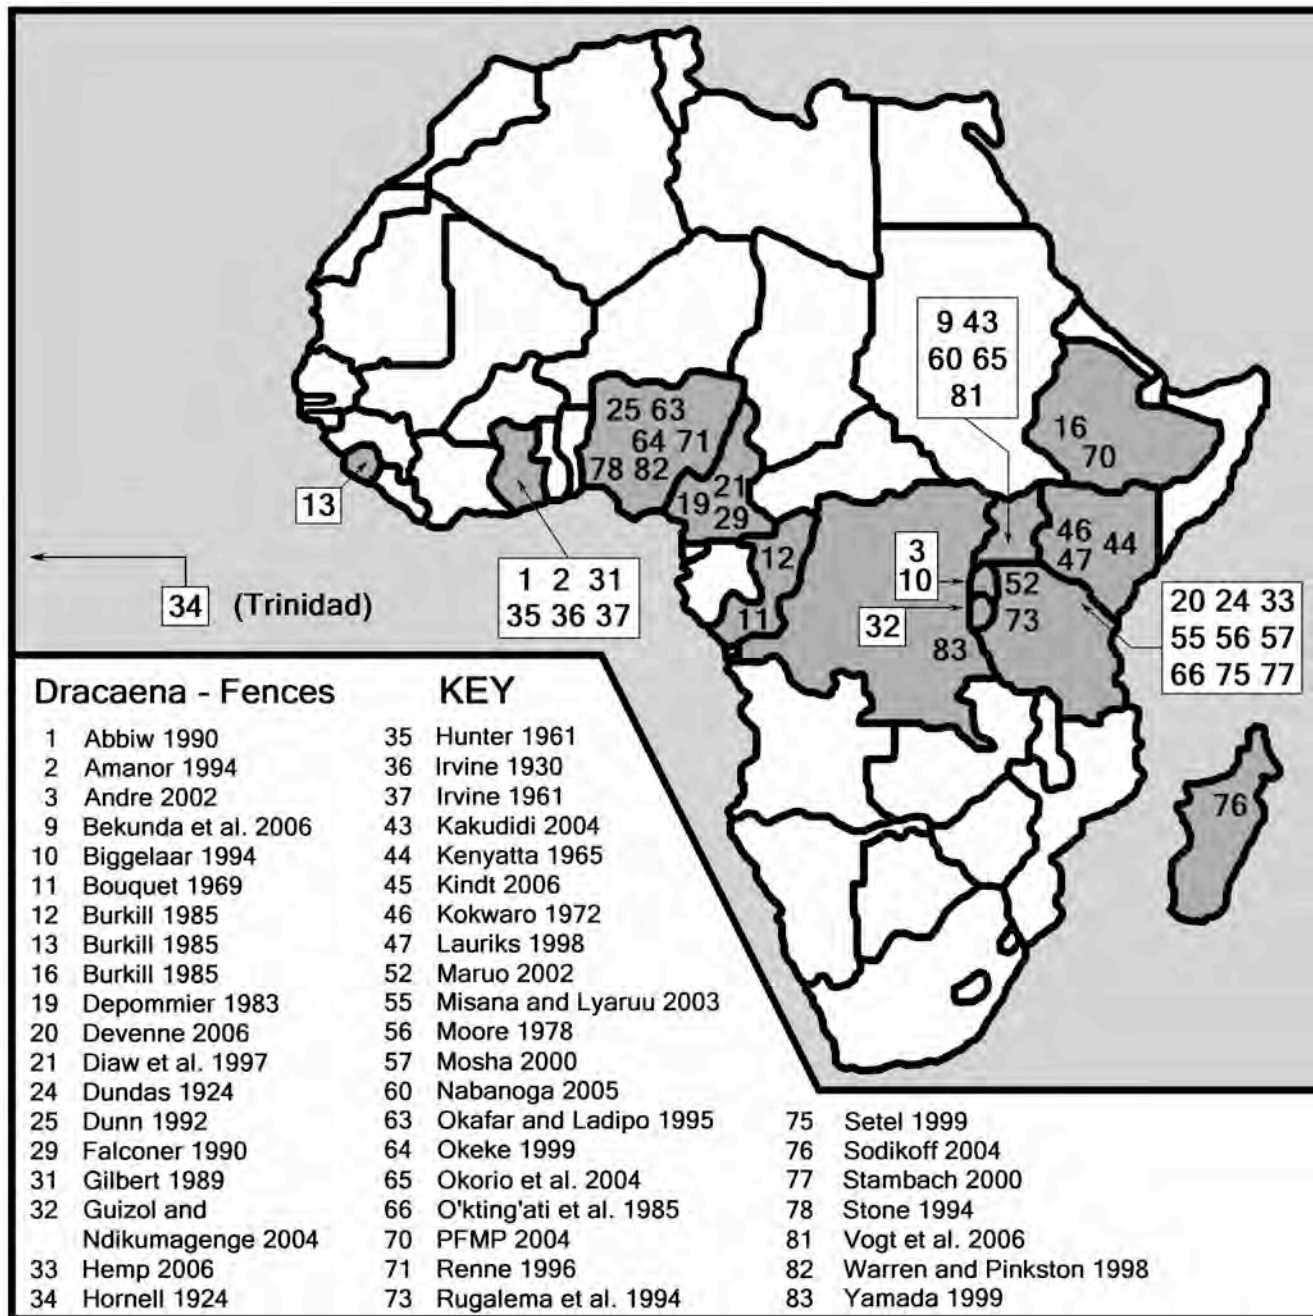 9 43
60 65
81
25 63
64 71
78 82
16
70
13
21
19
29
46
44
47
12
3
10
1 2 31
35 36 37
52
34 (Trinidad)
11
32
73
20 24 33
55 56 57
66 75 77
83
76
Dracaena - Fences KEY
1 Abbiw 1990
2 Amanor 1994
3 Andre 2002
9 Bekunda et al. 2006
10 Biggelaar 1994
11 Bouquet 1969
12 Burkill 1985
13 Burkill 1985
16 Burkill 1985
19 Depommier 1983
20 Devenne 2006
21 Diaw et al. 1997
24 Dundas 1924
25 Dunn 1992
29 Falconer 1990
31 Gilbert 1989
32 Guizol and
Ndikumagenge 2004
33 Hemp 2006
34 Hornell 1924
35 Hunter 1961
36 Irvine 1930
37 Irvine 1961
43 Kakudidi 2004
44 Kenyatta 1965
45 Kindt 2006
46 Kokwaro 1972
47 Lauriks 1998
52 Maruo 2002
55 Misana and Lyaruu 2003
56 Moore 1978
57 Mosha 2000
60 Nabanoga 2005
63 Okafar and Ladipo 1995
64 Okeke 1999
65 Okorio et al. 2004
66 O'kting'ati et al. 1985
70 PFMP 2004
71 Renne 1996
73 Rugalema et al. 1994
75 Setel 1999
76 Sodikoff 2004
77 Stambach 2000
78 Stone 1994
81 Vogt et al. 2006
82 Warren and Pinkston 1998
83 Yamada 1999